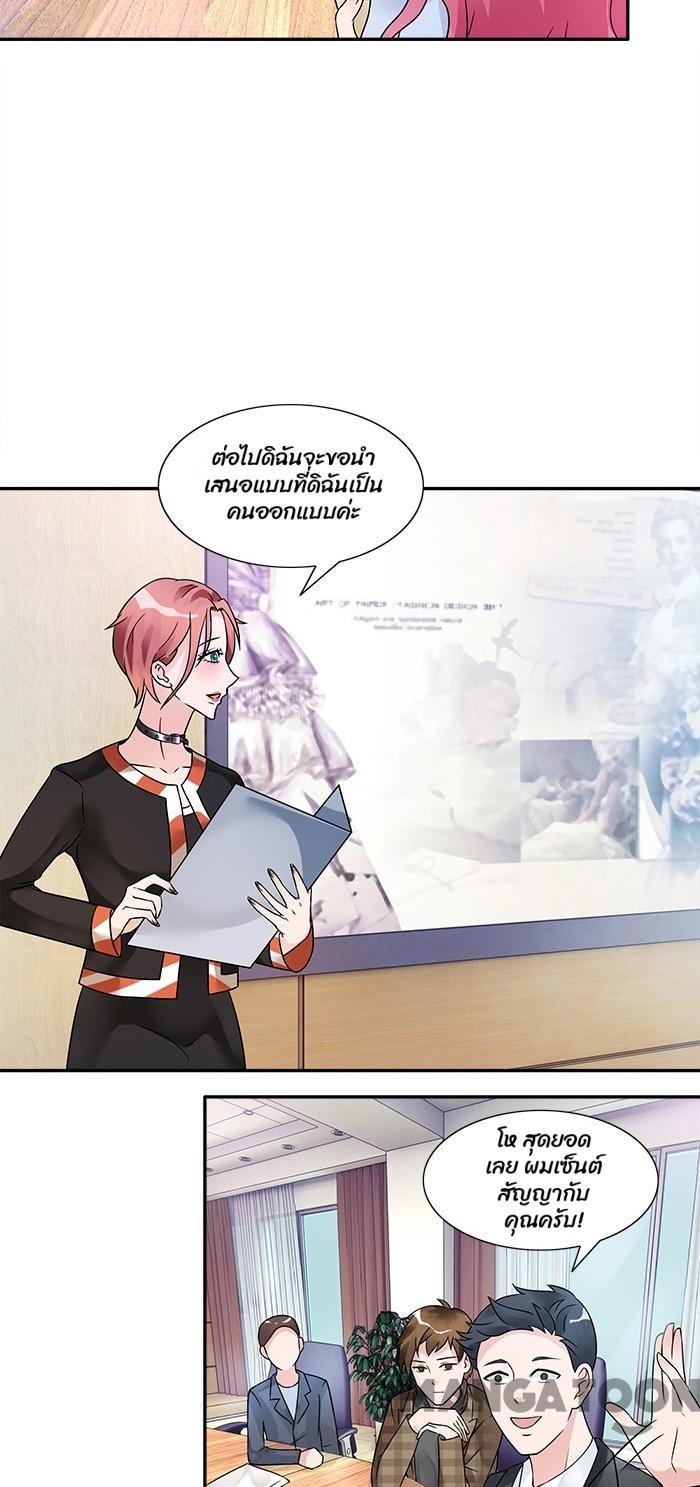 ต่อไปดิฉันจะขอนำ
เสนอแบบที่ดิฉันเป็น
คนออกแบบค่ะ
โห สุดยอด
เลย ผมเซ็นต์
สัญญากับ
คุณครับ!
MANGATOON